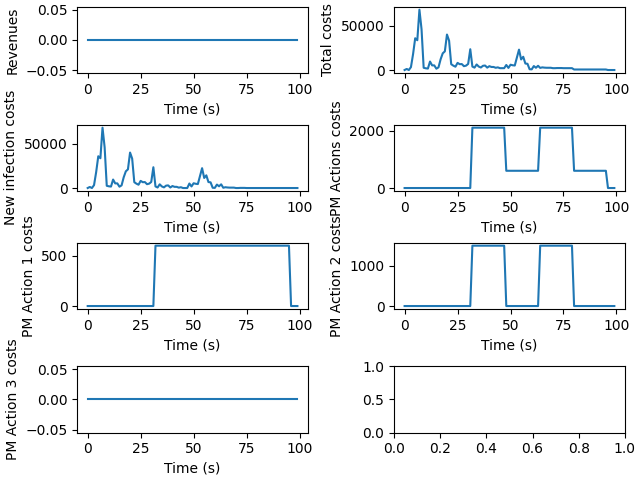 Revenues
0.05
0.00
−0.05
0 25 50 75 100
Time (s)
Total costs
50000
0
0 25 50 75 100
Time (s)
New infection costs
50000
0
0 25 50 75 100
Time (s)
PM Actions costs
2000
0
0 25 50 75 100
Time (s)
PM Action 1 costs
500
0
0 25 50 75 100
Time (s)
PM Action 2 costs
1000
0
0 25 50 75 100
Time (s)
PM Action 3 costs
0.05
0.00
−0.05
0 25 50 75 100
Time (s)
1.0
0.5
0.0
0.0 0.2 0.4 0.6 0.8 1.0